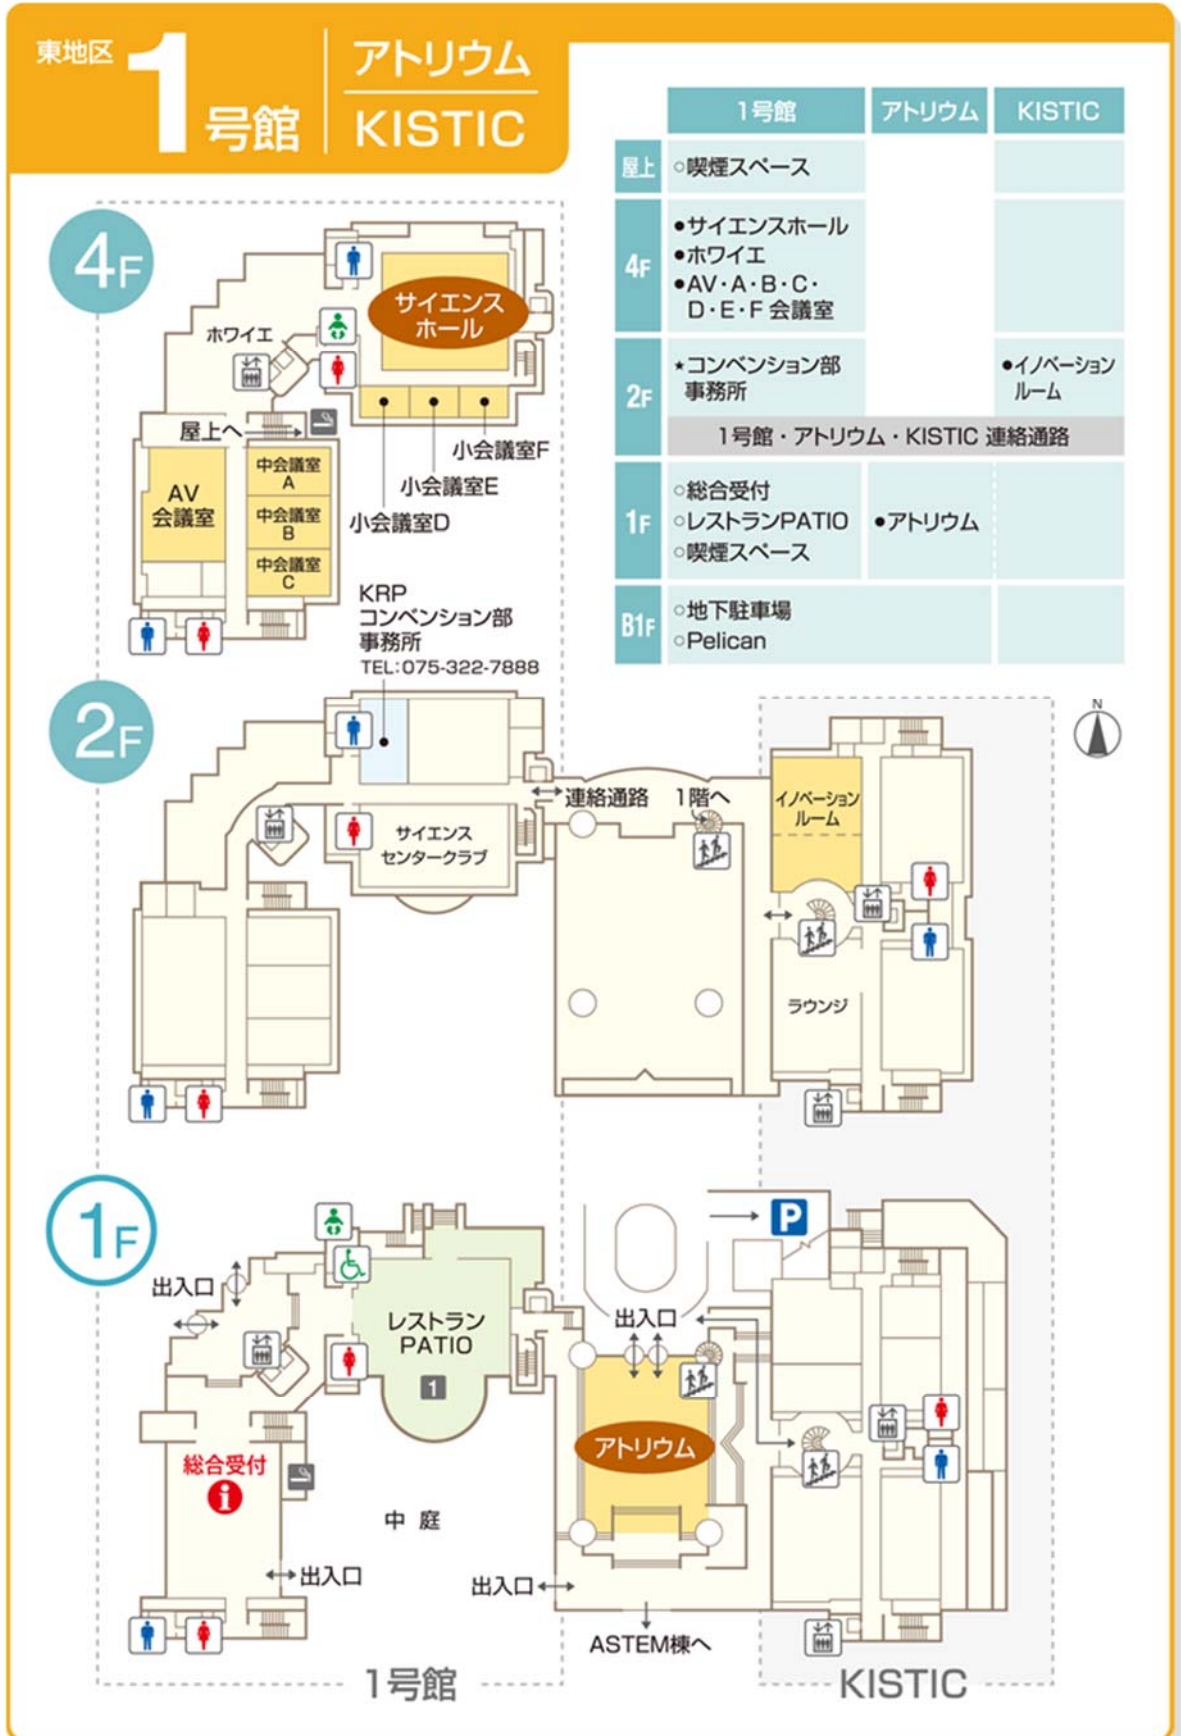 東地区
1号館
アトリウム
KISTIC
1号館 アトリウム KISTIC
屋上 ○喫煙スペース
4F
●サイエンスホール
●ホワイエ
●AV・A・B・C・
D・E・F 会議室
2F
★コンベンション部
事務所
●イノベーション
ルーム
1号館・アトリウム・KISTIC 連絡通路
1F
○総合受付
○レストランPATIO
○喫煙スペース
●アトリウム
B1F
○地下駐車場
○Pelican
4F
サイエンス
ホール
ホワイエ
屋上へ
AV
会議室
中会議室
A
中会議室
B
中会議室
C
小会議室F
小会議室E
小会議室D
KRP
コンベンション部
事務所
TEL:075-322-7888
2F
N
連絡通路 1階へ
イノベーション
ルーム
サイエンス
センタークラブ
ラウンジ
1F
P
出入口
出入口
レストラン
PATIO
1
アトリウム
総合受付
i
中庭
出入口
出入口
ASTEM棟へ
1号館
KISTIC